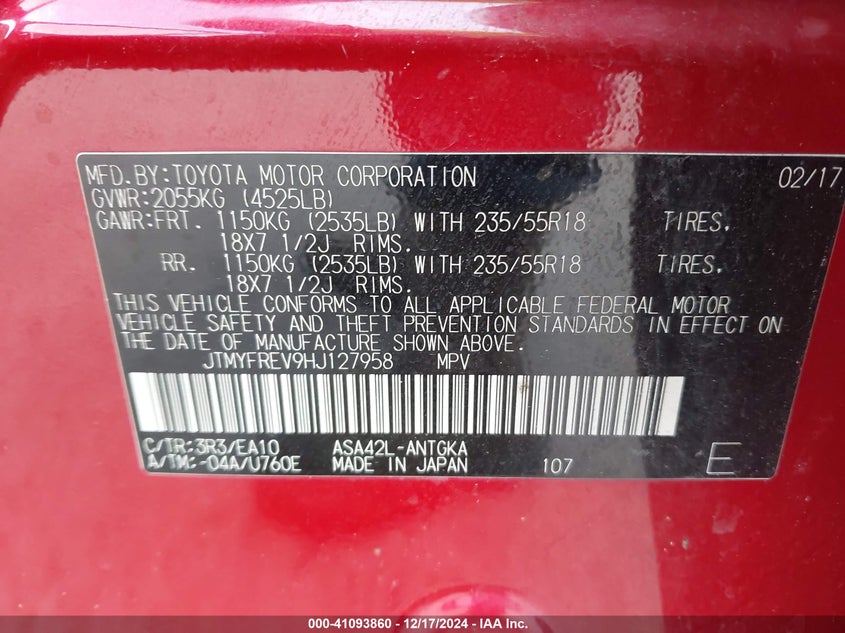 MFD.BY:TOYOTA MOTOR CORPORATION 02/17
GVWR:2055KG (4525LB)
GAWR:FRT. 1150KG (2535LB) WITH 235/55R18 TIRES.
18X7 1/2J RIMS.
RR. 1150KG (2535LB) WITH 235/55R18 TIRES.
18X7 1/2J RIMS.
THIS VEHICLE CONFORMS TO ALL APPLICABLE FEDERAL MOTOR
VEHICLE SAFETY AND THEFT PREVENTION STANDARDS IN EFFECT ON
THE DATE OF MANUFACTURE SHOWN ABOVE.
JTMYFREV9HJ127958 MPV
C/TR:3R3/EA10 ASA42L-ANTGKA
A/TM:-04A/U760E MADE IN JAPAN 107 E
000-41093860 - 12/17/2024 - IAA Inc.